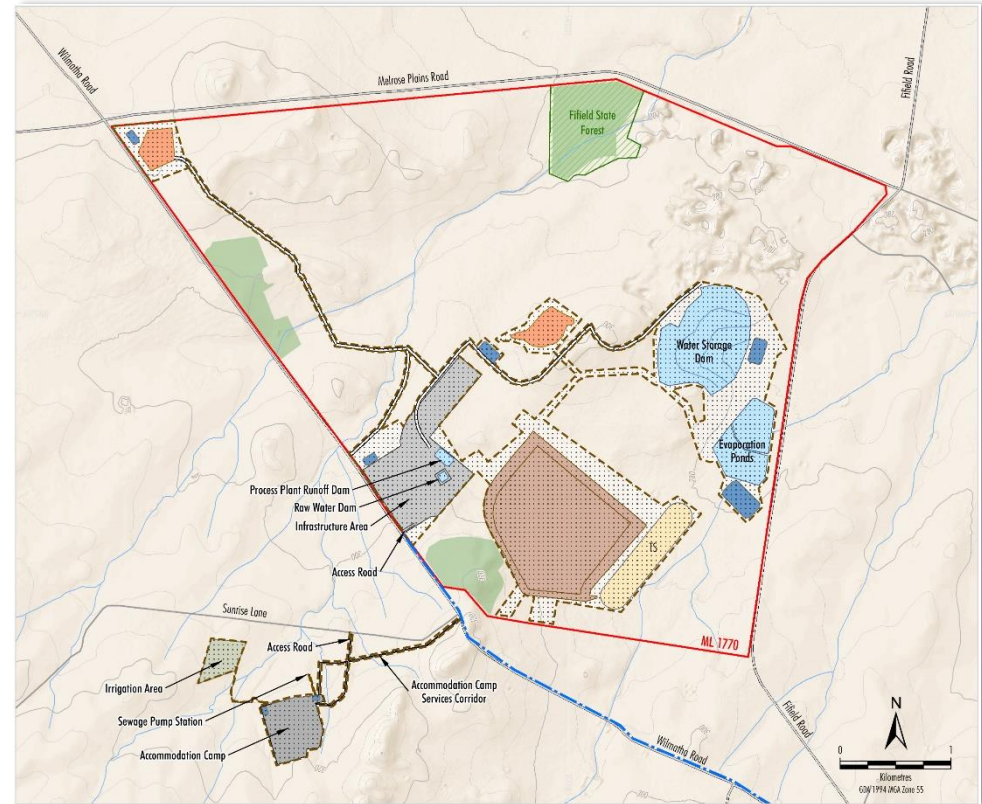 Wilmatha Road
Melrose Plains Road
Fifield Road
Fifield State
Forest
Water Storage
Dam
Evaporation
Ponds
Process Plant Runoff Dam
Raw Water Dam
Infrastructure Area
Access Road
TS
ML 1770
Sunrise Lane
Access Road
Irrigation Area
Accommodation Camp
Services Corridor
Sewage Pump Station
Accommodation Camp
Wilmatha Road
Fifield Road
N
0 1
Kilometres
GDA 1994 MGA Zone 55